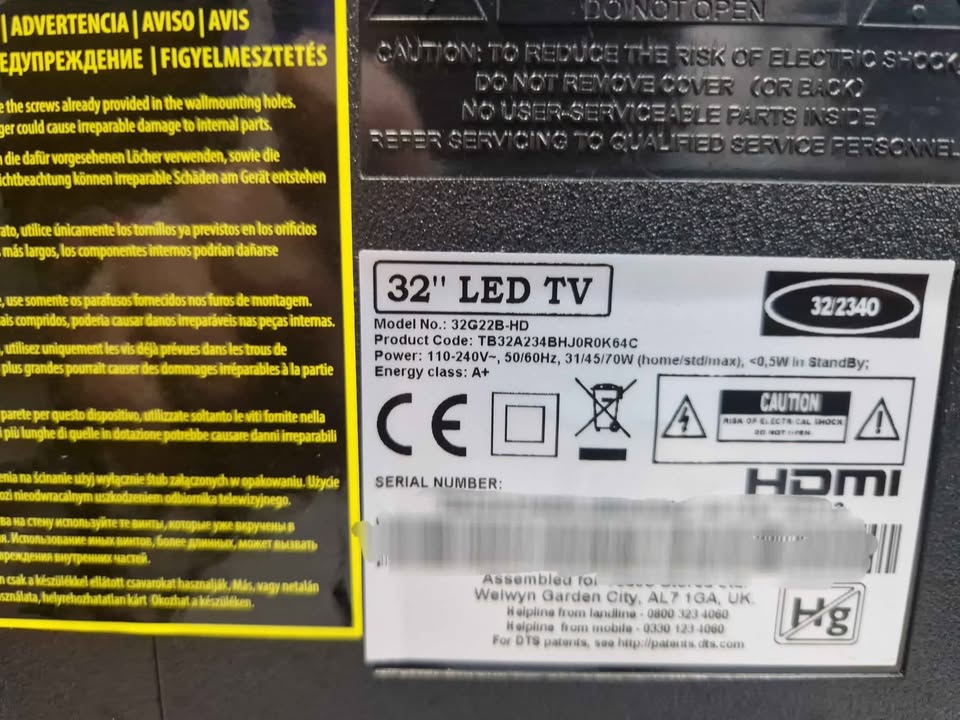 | ADVERTENCIA | AVISO | AVIS
ЕДУПРЕЖДЕНИЕ | FIGYELMESZTETÉS
e the screws already provided in the wallmounting holes.
ger could cause irreparable damage to internal parts.
n die dafür vorgesehenen Löcher verwenden, sowie die
ichtbeachtung können irreparable Schäden am Gerät entstehen
ato, utilice únicamente los tornillos ya previstos en los orificios
más largos, los componentes internos podrían dañarse
, use somente os parafusos fornecidos nos furos de montagem.
ais compridos, poderia causar danos irreparáveis nas peças internas.
, utilisez uniquement les vis déjà prévues dans les trous de
plus grandes pourraît causer des dommages irréparables à la partie
parete per questo dispositivo, utilizzate soltanto le viti fornite nella
i più lunghe di quelle in dotazione potrebbe causare danni irreparabili
enia na ścianie użyj wyłącznie śrub załączonych w opakowaniu. Użycie
ozi nieodwracalnym uszkodzeniem odbiornika telewizyjnego.
ва на стену используйте те винты, которые уже вкручены в
я. Использование иных винтов, более длинных, может вызвать
вреждения внутренних частей.
n csak a készülékkel ellátott csavarokat használják. Más, vagy netalán
sználata, helyrehozhatatlan kárt Okozhat a készüléken.
DO NOT OPEN
CAUTION: TO REDUCE THE RISK OF ELECTRIC SHOCK,
DO NOT REMOVE COVER (OR BACK)
NO USER-SERVICEABLE PARTS INSIDE
REFER SERVICING TO QUALIFIED SERVICE PERSONNEL
32" LED TV
32/2340
Model No.: 32G22B-HD
Product Code: TB32A234BHJ0R0K64C
Power: 110-240V~, 50/60Hz, 31/45/70W (home/std/max), <0,5W in StandBy;
Energy class: A+
CE
CAUTION
RISK OF ELECTRICAL SHOCK
DO NOT OPEN
SERIAL NUMBER:
HDMI
Assembled for
Welwyn Garden City, AL7 1GA, UK.
Helpline from landline - 0800 323 4060
Helpline from mobile - 0330 123 4060
For DTS patents, see http://patents.dts.com
Hg